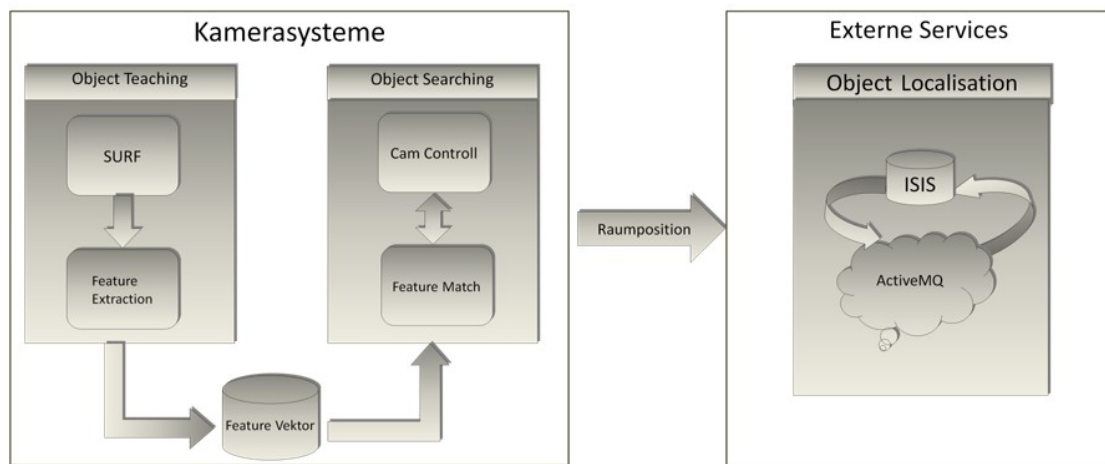 Kamerasysteme
Object Teaching
SURF
Feature
Extraction
Object Searching
Cam Controll
Feature Match
Feature Vektor
Raumposition
Externe Services
Object Localisation
ISIS
ActiveMQ